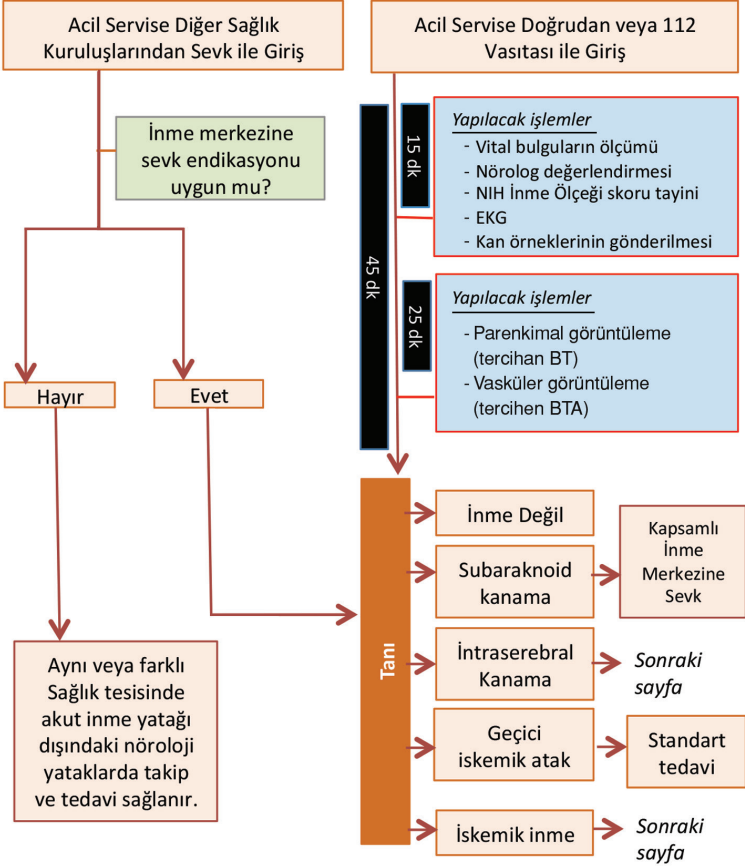 Acil Servise Diğer Sağlık
Kuruluşlarından Sevk ile Giriş
Acil Servise Doğrudan veya 112
Vasıtası ile Giriş
İnme merkezine
sevk endikasyonu
uygun mu?
Hayır
Evet
Aynı veya farklı
Sağlık tesisinde
akut inme yatağı
dışındaki nöroloji
yataklarda takip
ve tedavi sağlanır.
45 dk
15 dk
Yapılacak işlemler
- Vital bulguların ölçümü
- Nörolog değerlendirmesi
- NIH İnme Ölçeği skoru tayini
- EKG
- Kan örneklerinin gönderilmesi
25 dk
Yapılacak işlemler
- Parenkimal görüntüleme
(tercihan BT)
- Vasküler görüntüleme
(tercihen BTA)
Tanı
İnme Değil
Subaraknoid
kanama
Kapsamlı
İnme
Merkezine
Sevk
İntraserebral
Kanama
Sonraki
sayfa
Geçici
iskemik atak
Standart
tedavi
İskemik inme
Sonraki
sayfa